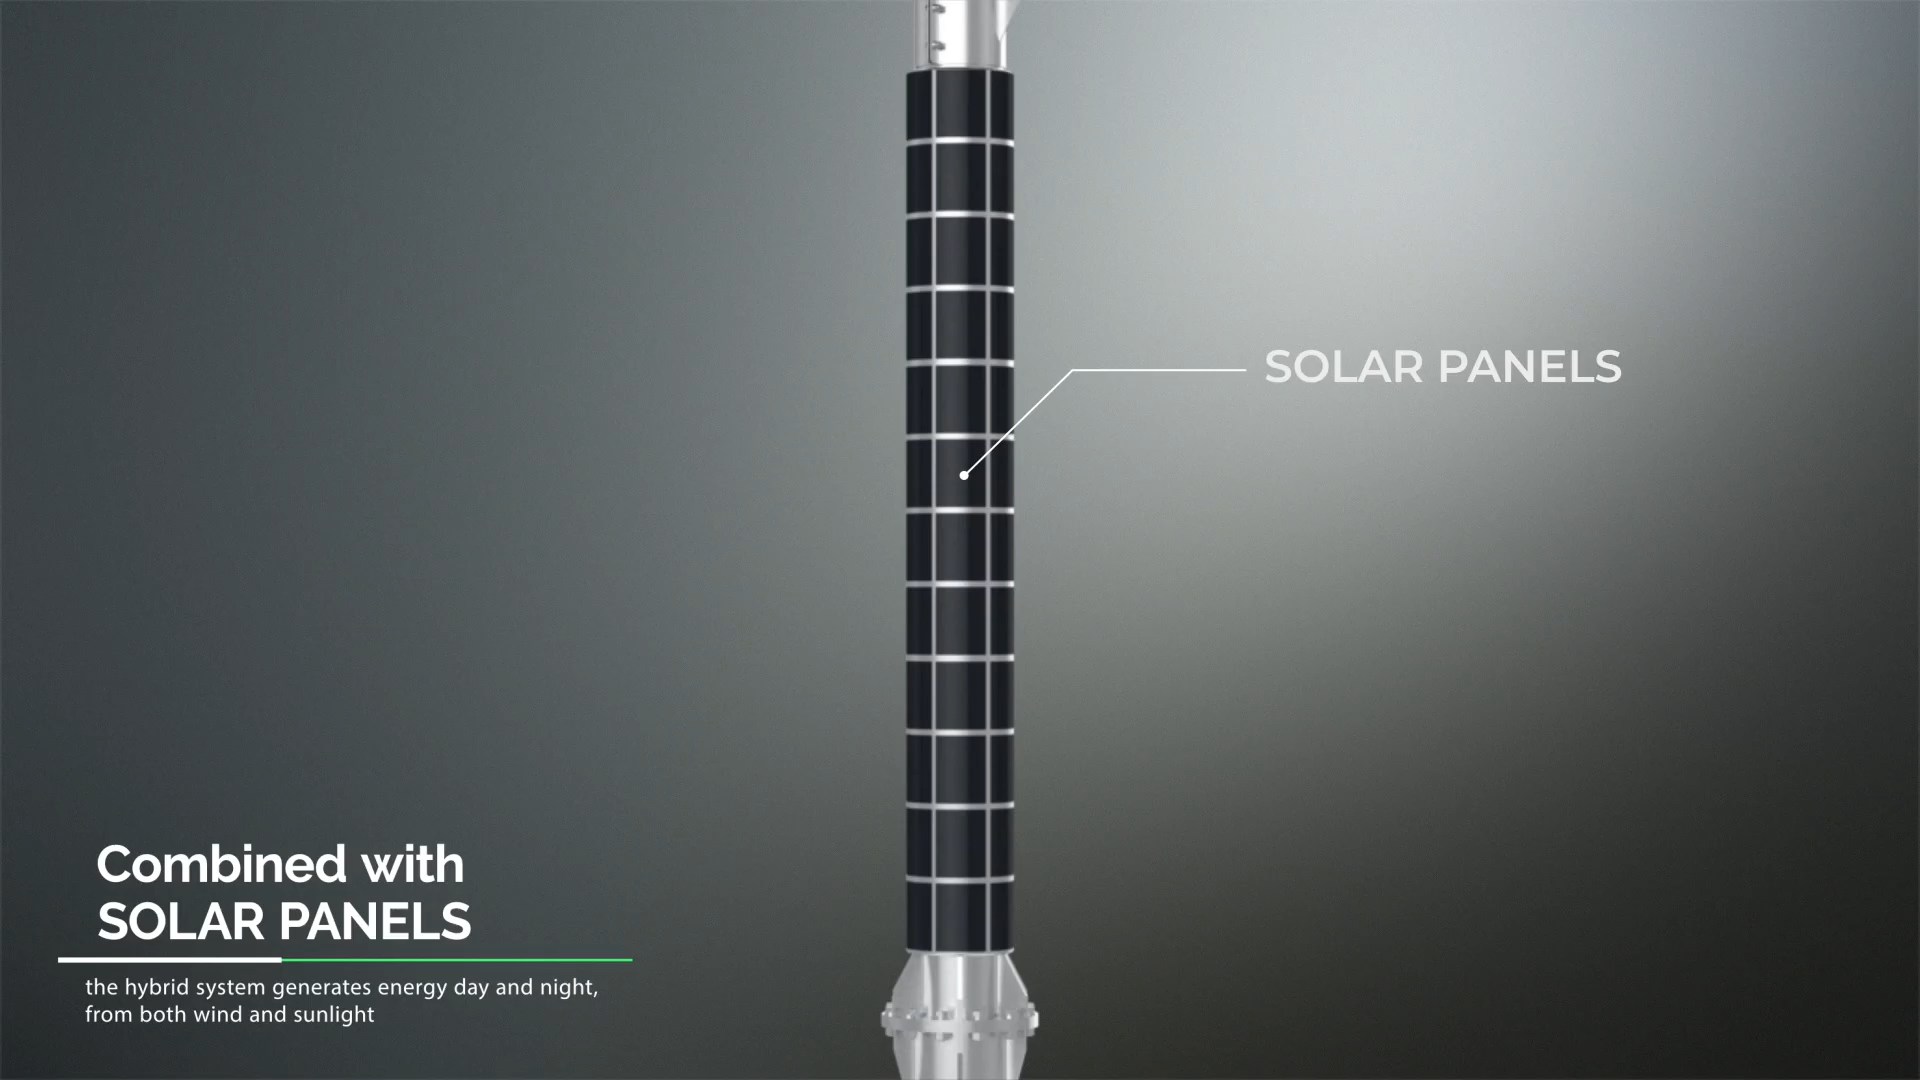 SOLAR PANELS
Combined with
SOLAR PANELS
the hybrid system generates energy day and night,
from both wind and sunlight